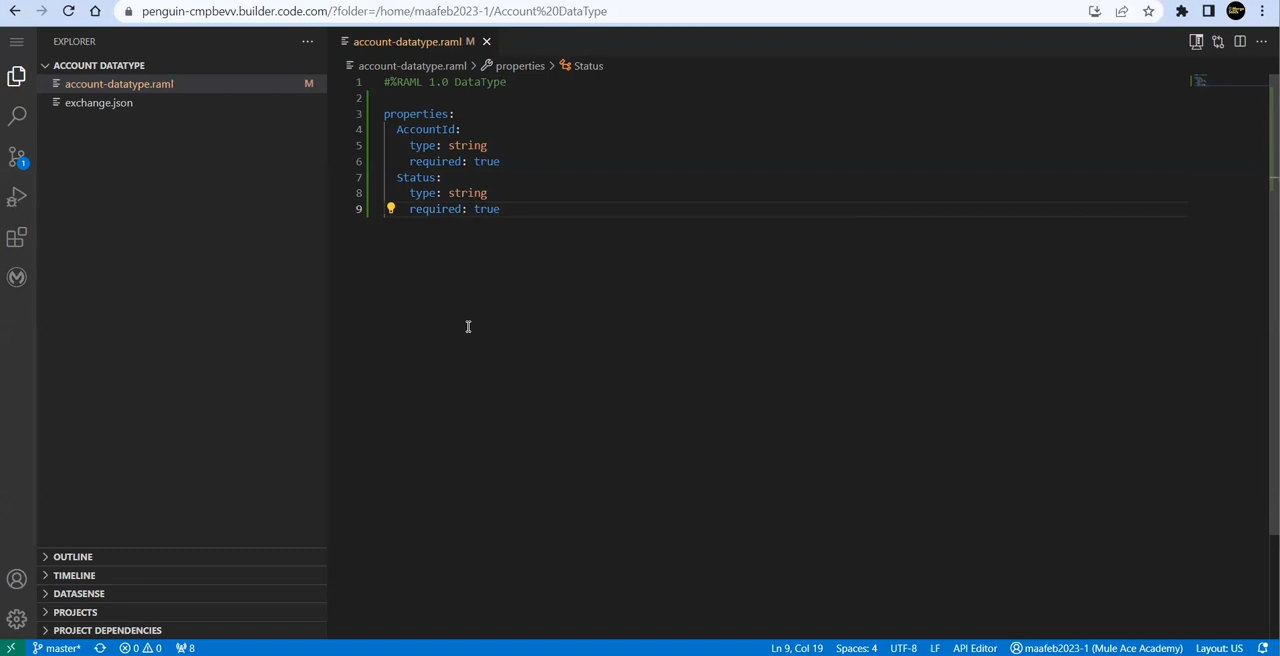 penguin-cmpbevv.builder.code.com/?folder=/home/maafeb2023-1/Account%20DataType
EXPLORER
ACCOUNT DATATYPE
account-datatype.raml M
exchange.json
account-datatype.raml M
account-datatype.raml > properties > Status
1 #%RAML 1.0 DataType
2
3 properties:
4 AccountId:
5 type: string
6 required: true
7 Status:
8 type: string
9 required: true
1
OUTLINE
TIMELINE
DATASENSE
PROJECTS
PROJECT DEPENDENCIES
master* 0 0 8 Ln 9, Col 19 Spaces: 4 UTF-8 LF API Editor maafeb2023-1 (Mule Ace Academy) Layout: US